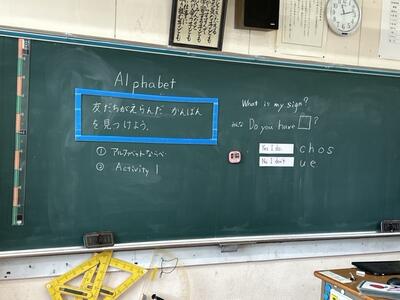 Alphabet
友だちがえらんだ かんばん
を見つけよう.
① アルファベットならべ
② Activity 1
What is my sign?
Do you have □?
Yes I do.
No I don't
c h o s
u e